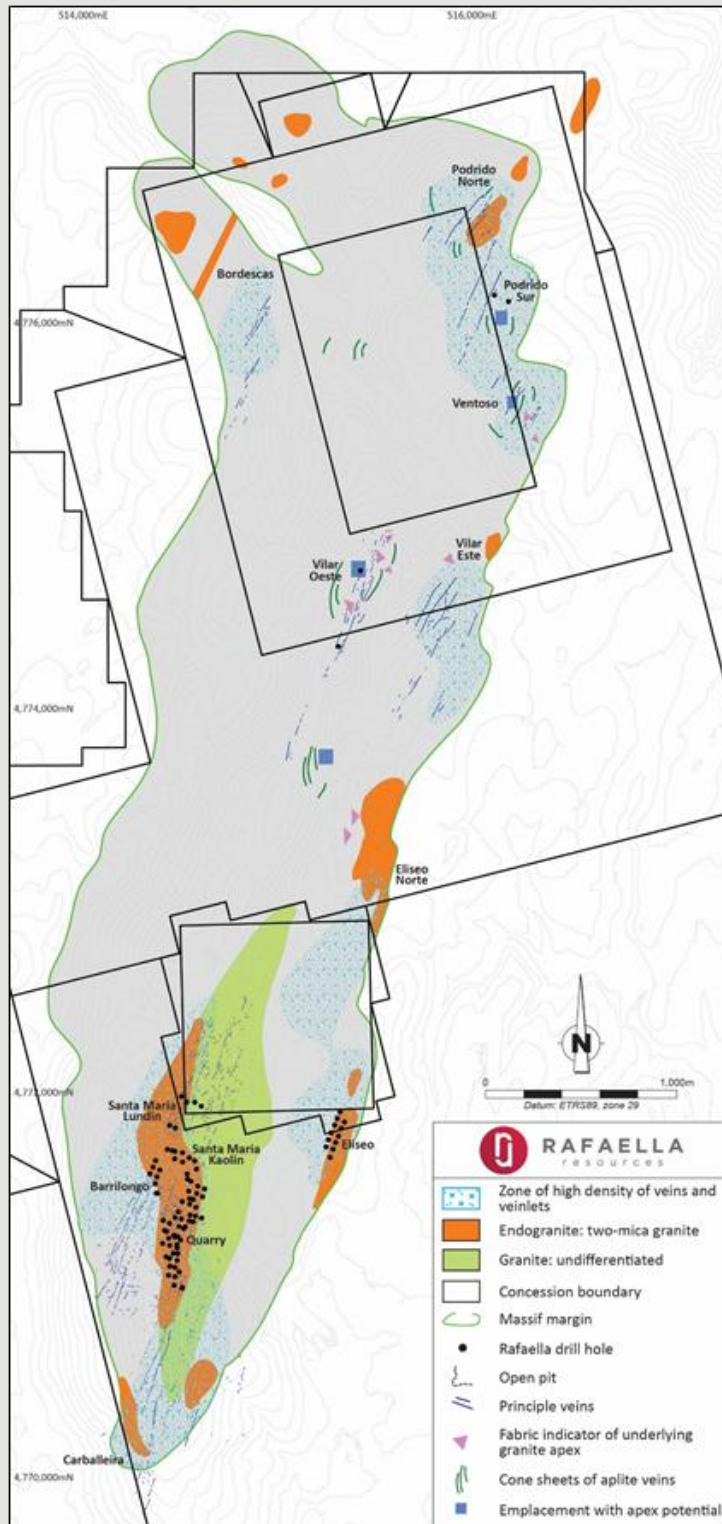 514,000mE
516,000mE
Podrido
Norte
Bordescas
Podrido
Sur
4,776,000mN
Ventoso
Vilar
Oeste
Vilar
Este
4,774,000mN
Eliseo
Norte
N
0
1,000m
Datum: ETRS89, zone 29
Santa Maria
Lundin
Santa Maria
Kaolin
Eliseo
Barrilongo
Quarry
Carballeira
4,770,000mN
RAFAELLA
resources
Zone of high density of veins and
veinlets
Endogranite: two-mica granite
Granite: undifferentiated
Concession boundary
Massif margin
Rafaella drill hole
Open pit
Principle veins
Fabric indicator of underlying
granite apex
Cone sheets of aplite veins
Emplacement with apex potential